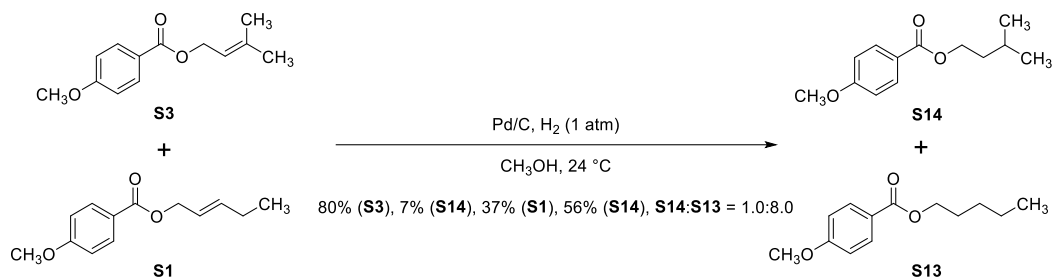 O
O
CH₃
CH₃
CH₃O
S3
+
O
O
CH₃
CH₃O
S1
Pd/C, H₂ (1 atm)
CH₃OH, 24 °C
80% (S3), 7% (S14), 37% (S1), 56% (S14), S14:S13 = 1.0:8.0
O
O
CH₃
CH₃
CH₃O
S14
+
O
O
CH₃
CH₃O
S13